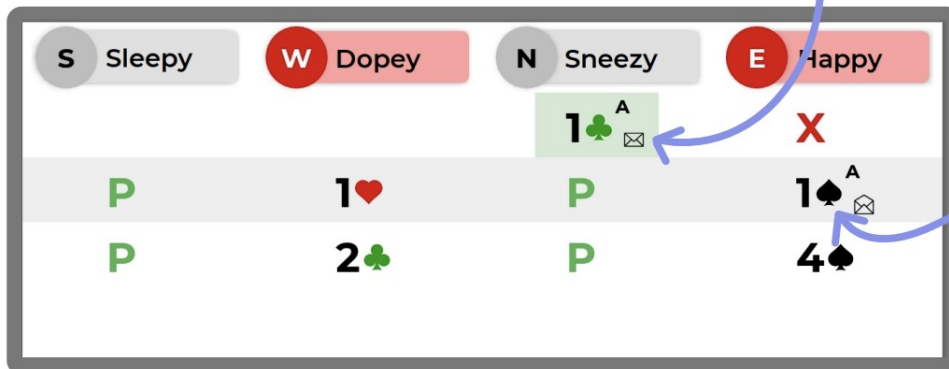 S Sleepy W Dopey N Sneezy E Happy
1♣ A X
P 1♥ P 1♠ A
P 2♣ P 4♠